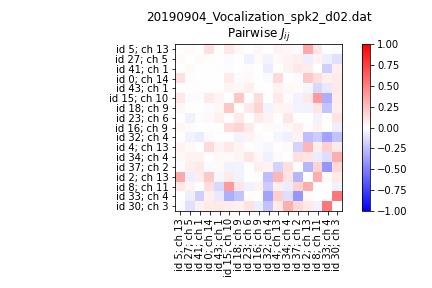 20190904_Vocalization_spk2_d02.dat
Pairwise J_ij
id 5; ch 13
id 27; ch 5
id 41; ch 1
id 0; ch 14
id 43; ch 1
id 15; ch 10
id 18; ch 9
id 23; ch 6
id 16; ch 9
id 32; ch 4
id 4; ch 13
id 34; ch 4
id 37; ch 2
id 2; ch 13
id 8; ch 11
id 33; ch 4
id 30; ch 3
id 5; ch 13
id 27; ch 5
id 41; ch 1
id 0; ch 14
id 43; ch 1
id 15; ch 10
id 18; ch 9
id 23; ch 6
id 16; ch 9
id 32; ch 4
id 4; ch 13
id 34; ch 4
id 37; ch 2
id 2; ch 13
id 8; ch 11
id 33; ch 4
id 30; ch 3
1.00
0.75
0.50
0.25
0.00
−0.25
−0.50
−0.75
−1.00